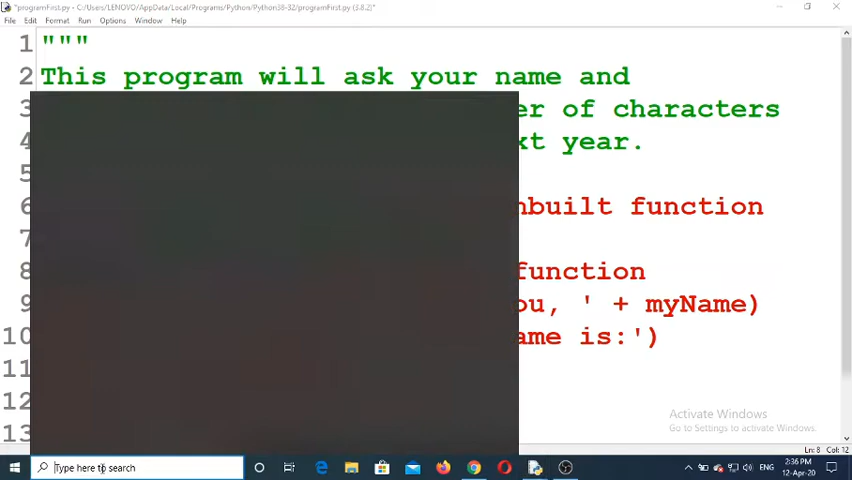 *programFirst.py - C:/Users/LENOVO/AppData/Local/Programs/Python/Python38-32/programFirst.py (3.8.2)*
File Edit Format Run Options Window Help
1 """
2 This program will ask your name and
3 er of characters
4 xt year.
5
6 nbuilt function
7
8 function
9 ou, ' + myName)
10 ame is:')
11
12
13
Activate Windows
Go to Settings to activate Windows.
Ln: 8 Col: 12
Type here to search
ENG
2:36 PM
12-Apr-20